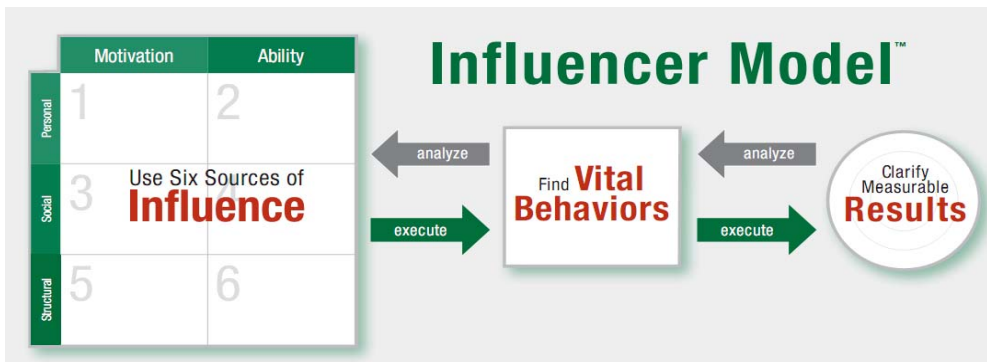 Influencer Model™
Motivation
Ability
Personal
1
2
Social
3
4
Use Six Sources of
Influence
Structural
5
6
analyze
execute
Find Vital
Behaviors
analyze
execute
Clarify
Measurable
Results